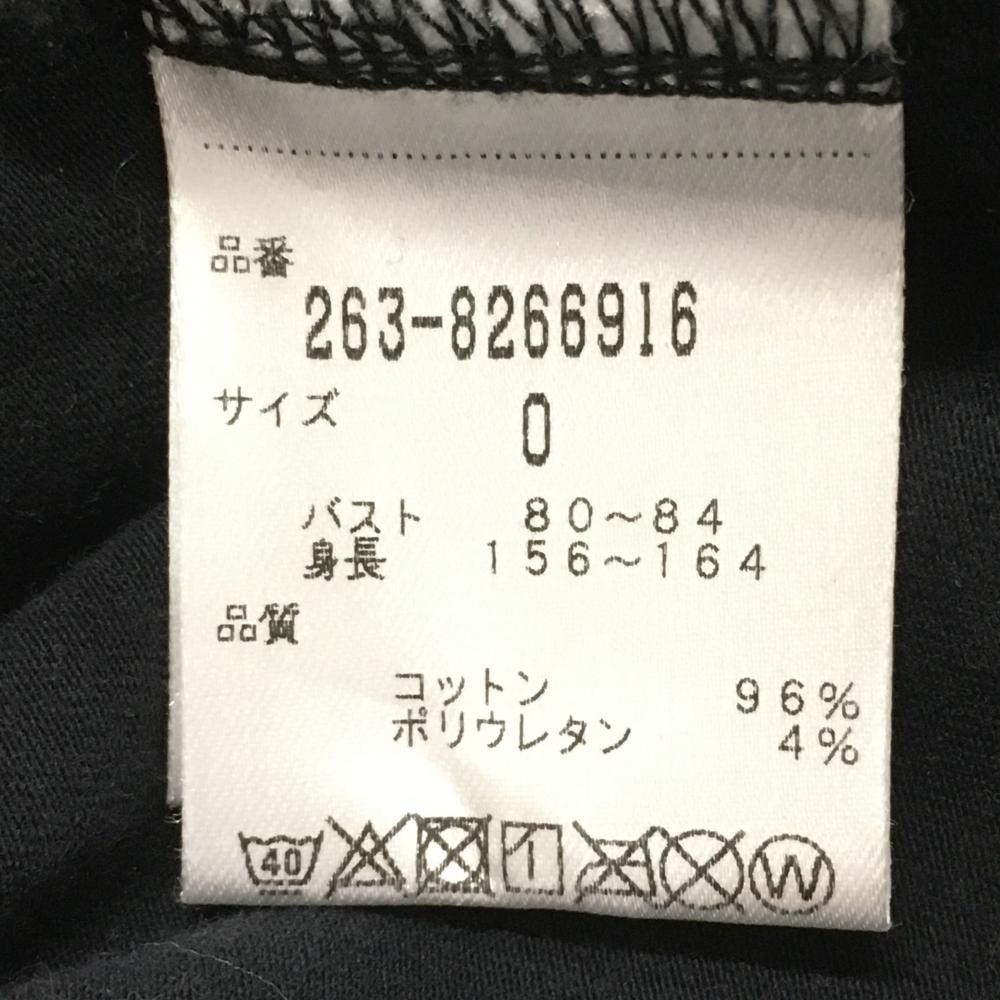 品番
263-8266916
サイズ 0
バスト 80～84
身長 156～164
品質
コットン 96%
ポリウレタン 4%
40 W